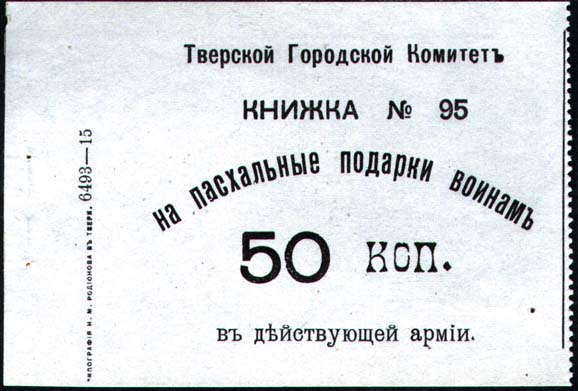 Тверской Городской Комитетъ
КНИЖКА № 95
на пасхальные подарки воинамъ
50 коп.
въ дѣйствующей арміи.
ТИПОГРАФІЯ Н. М. РОДІОНОВА ВЪ ТВЕРИ. 6493—15